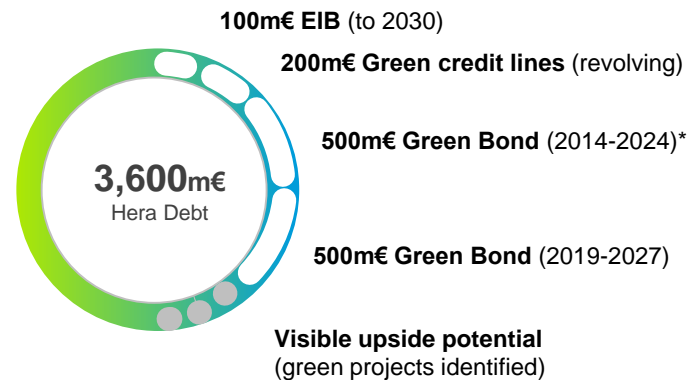 100m€ EIB (to 2030)
200m€ Green credit lines (revolving)
500m€ Green Bond (2014-2024)*
3,600m€
Hera Debt
500m€ Green Bond (2019-2027)
Visible upside potential
(green projects identified)